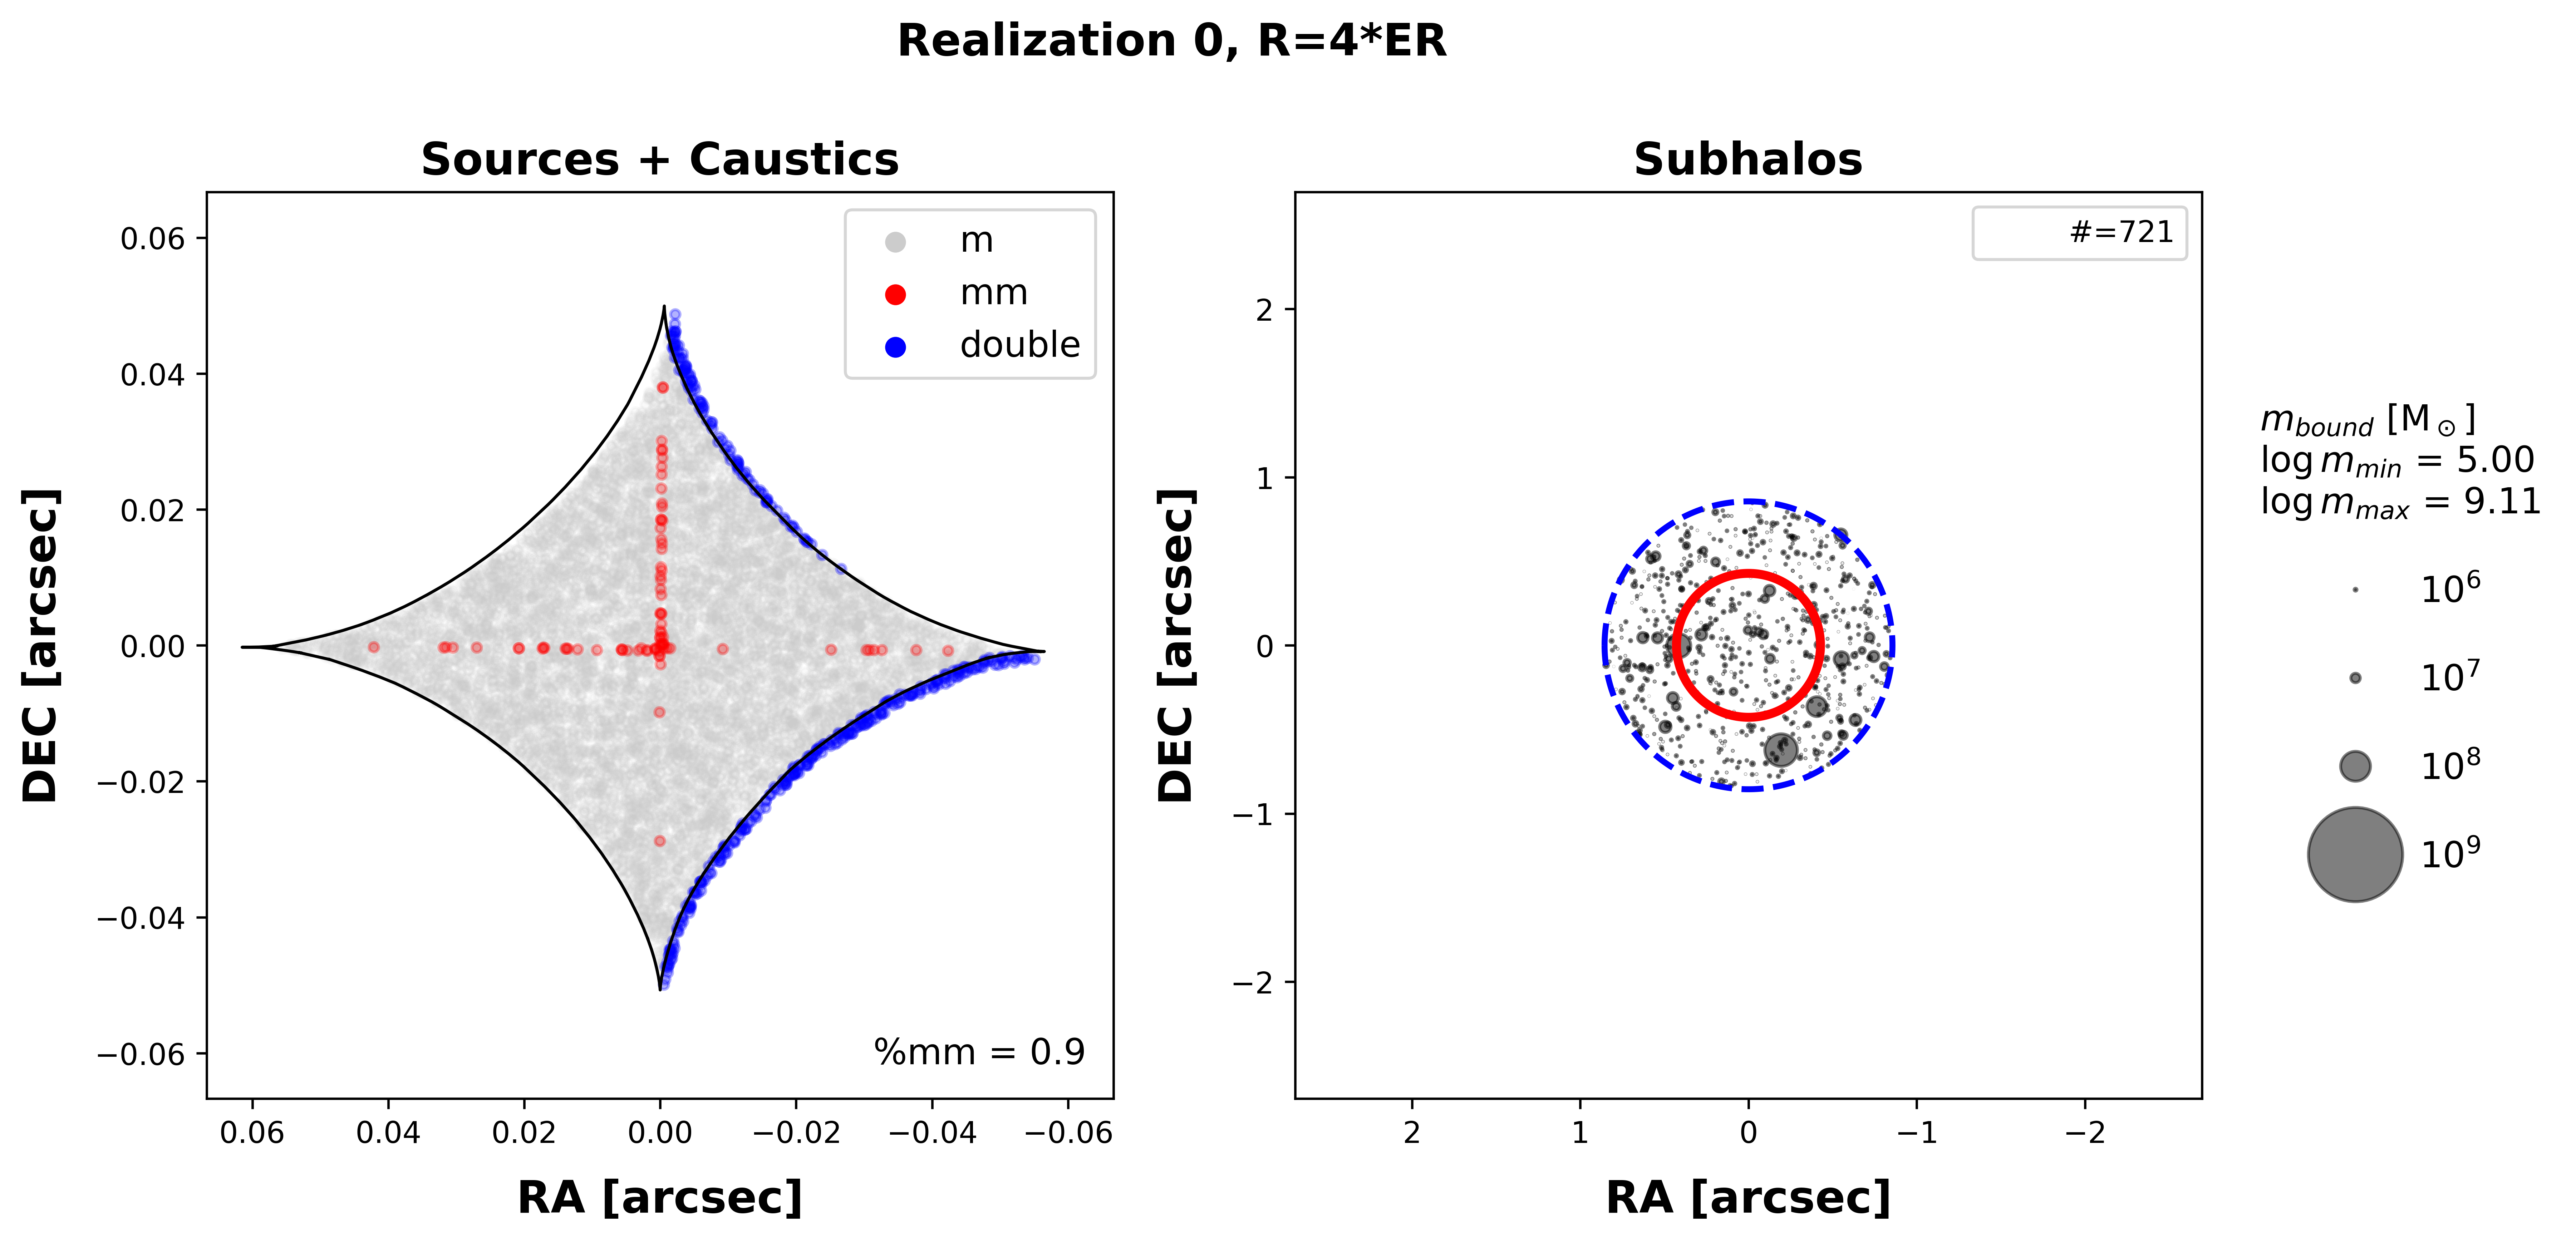 Realization 0, R=4*ER
Sources + Caustics
m
mm
double
%mm = 0.9
0.06
0.04
0.02
0.00
−0.02
−0.04
−0.06
0.06
0.04
0.02
0.00
−0.02
−0.04
−0.06
DEC [arcsec]
RA [arcsec]
Subhalos
#=721
2
1
0
−1
−2
2
1
0
−1
−2
DEC [arcsec]
RA [arcsec]
m_bound [M_⊙]
log m_min = 5.00
log m_max = 9.11
10^6
10^7
10^8
10^9